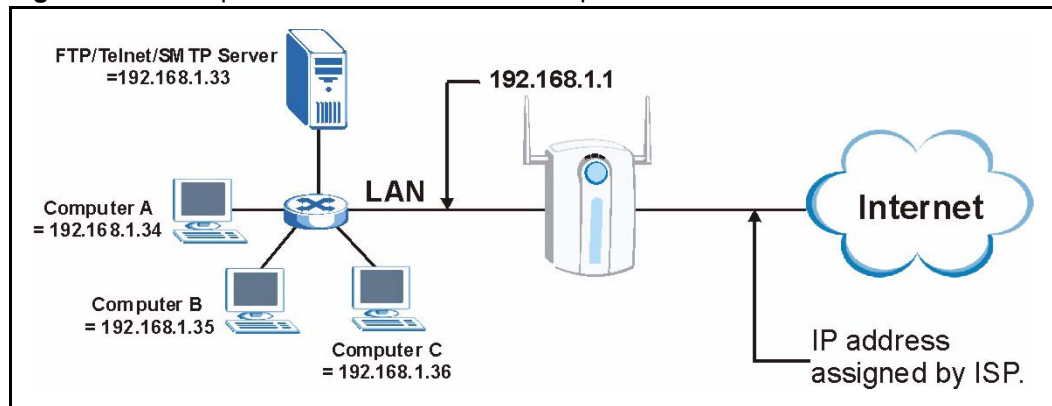 FTP/Telnet/SMTP Server
=192.168.1.33
192.168.1.1
LAN
Computer A
= 192.168.1.34
Computer B
= 192.168.1.35
Computer C
= 192.168.1.36
Internet
IP address
assigned by ISP.